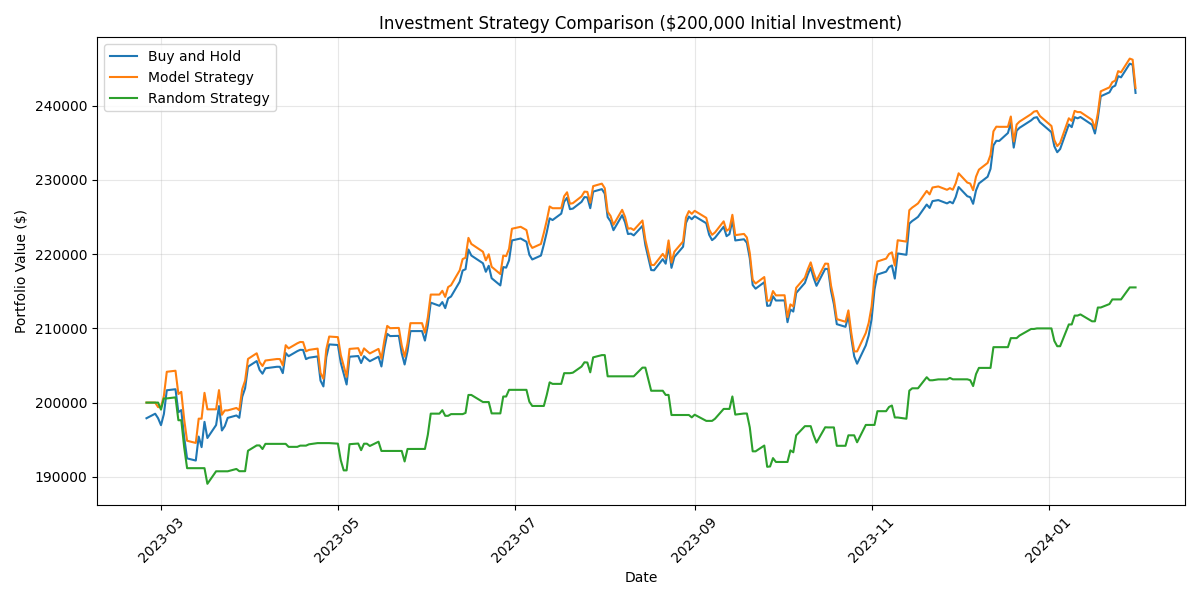 Investment Strategy Comparison ($200,000 Initial Investment)
Buy and Hold
Model Strategy
Random Strategy
Portfolio Value ($)
240000
230000
220000
210000
200000
190000
2023-03
2023-05
2023-07
2023-09
2023-11
2024-01
Date